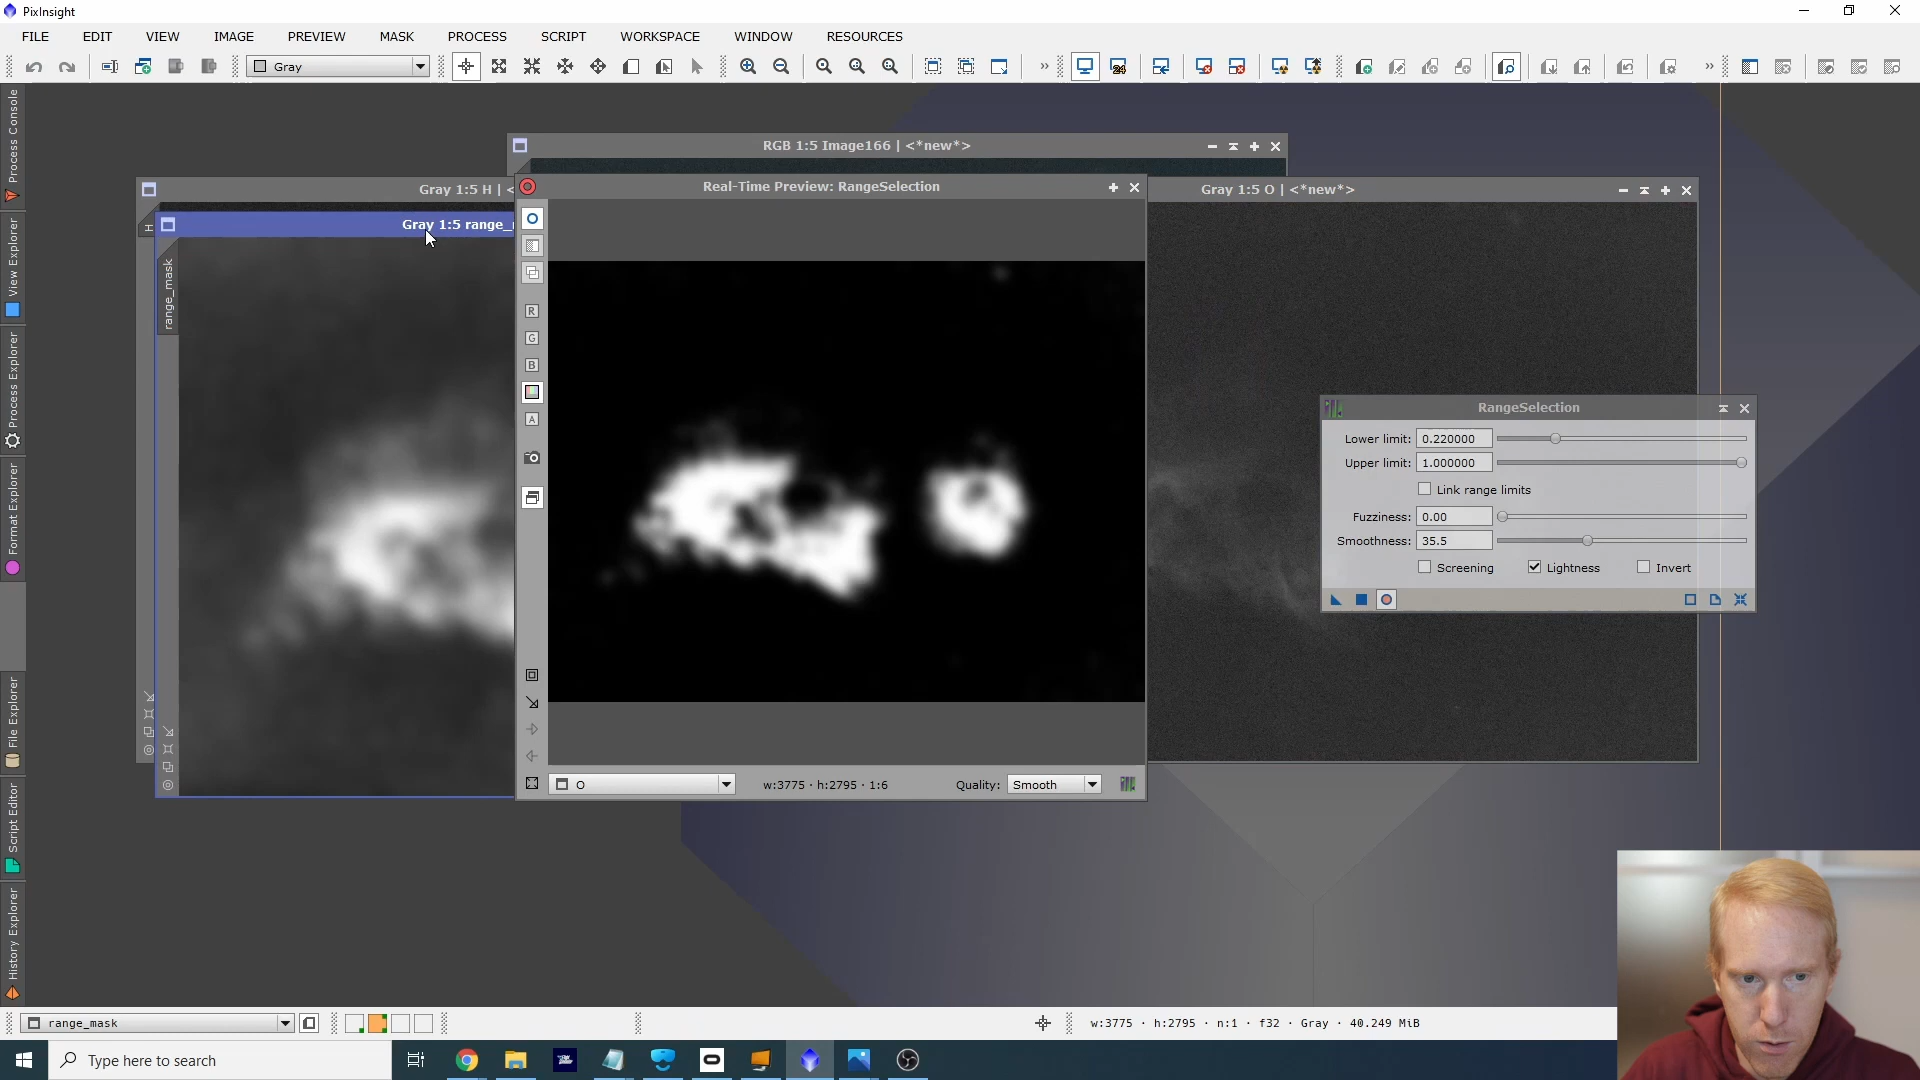 PixInsight
FILE EDIT VIEW IMAGE PREVIEW MASK PROCESS SCRIPT WORKSPACE WINDOW RESOURCES
Gray
24
Process Console
View Explorer
Process Explorer
Format Explorer
File Explorer
Script Editor
History Explorer
RGB 1:5 Image166 | <*new*>
Gray 1:5 H | <
H
Gray 1:5 range_
range_mask
Real-Time Preview: RangeSelection
R
G
B
A
O
w:3775 · h:2795 · 1:6
Quality: Smooth
Gray 1:5 O | <*new*>
RangeSelection
Lower limit: 0.220000
Upper limit: 1.000000
Link range limits
Fuzziness: 0.00
Smoothness: 35.5
Screening Lightness Invert
range_mask
w:3775 · h:2795 · n:1 · f32 · Gray · 40.249 MiB
Type here to search